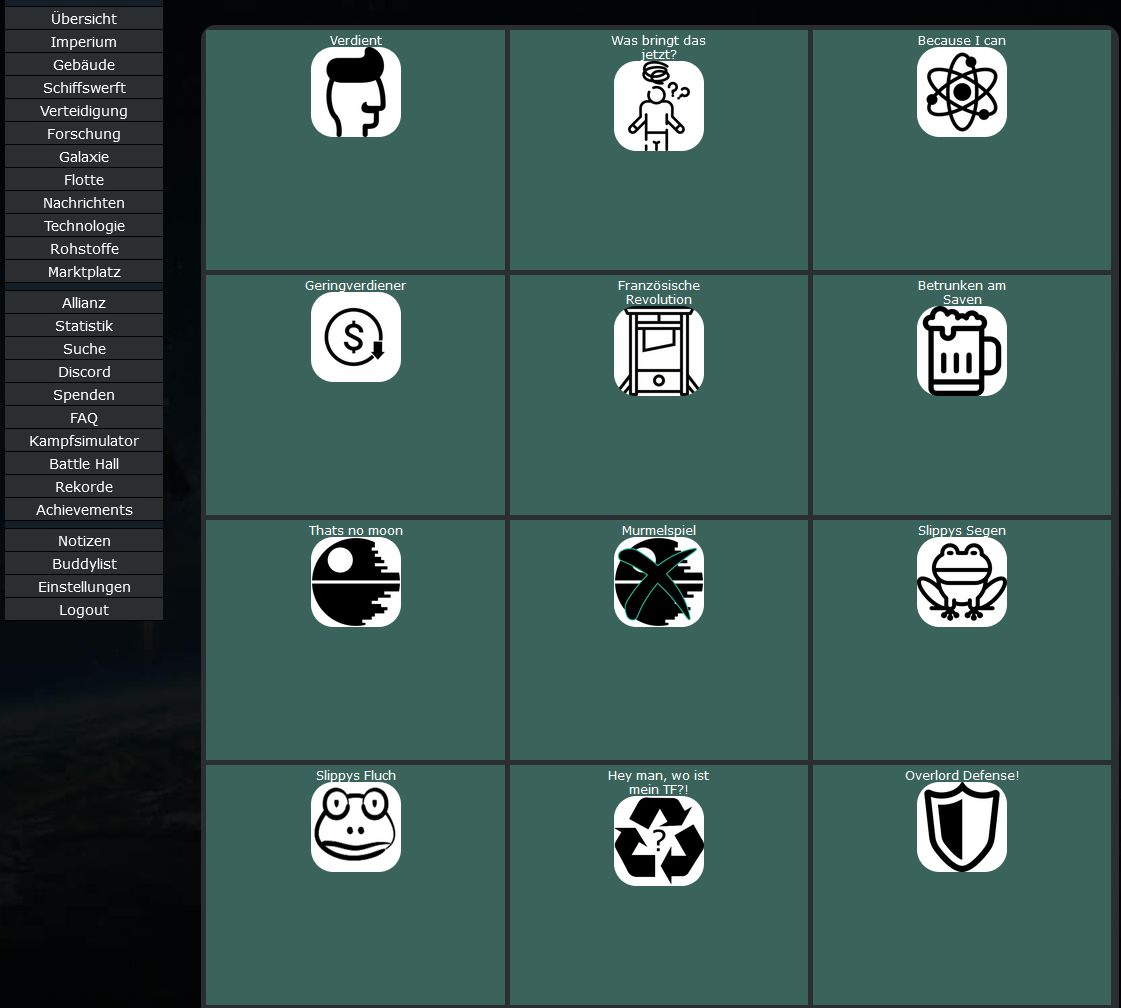 Übersicht
Imperium
Gebäude
Schiffswerft
Verteidigung
Forschung
Galaxie
Flotte
Nachrichten
Technologie
Rohstoffe
Marktplatz
Allianz
Statistik
Suche
Discord
Spenden
FAQ
Kampfsimulator
Battle Hall
Rekorde
Achievements
Notizen
Buddylist
Einstellungen
Logout
Verdient
Was bringt das
jetzt?
??
Because I can
Geringverdiener
$
Französische
Revolution
Betrunken am
Saven
Thats no moon
Murmelspiel
Slippys Segen
Slippys Fluch
Hey man, wo ist
mein TF?!
?
Overlord Defense!